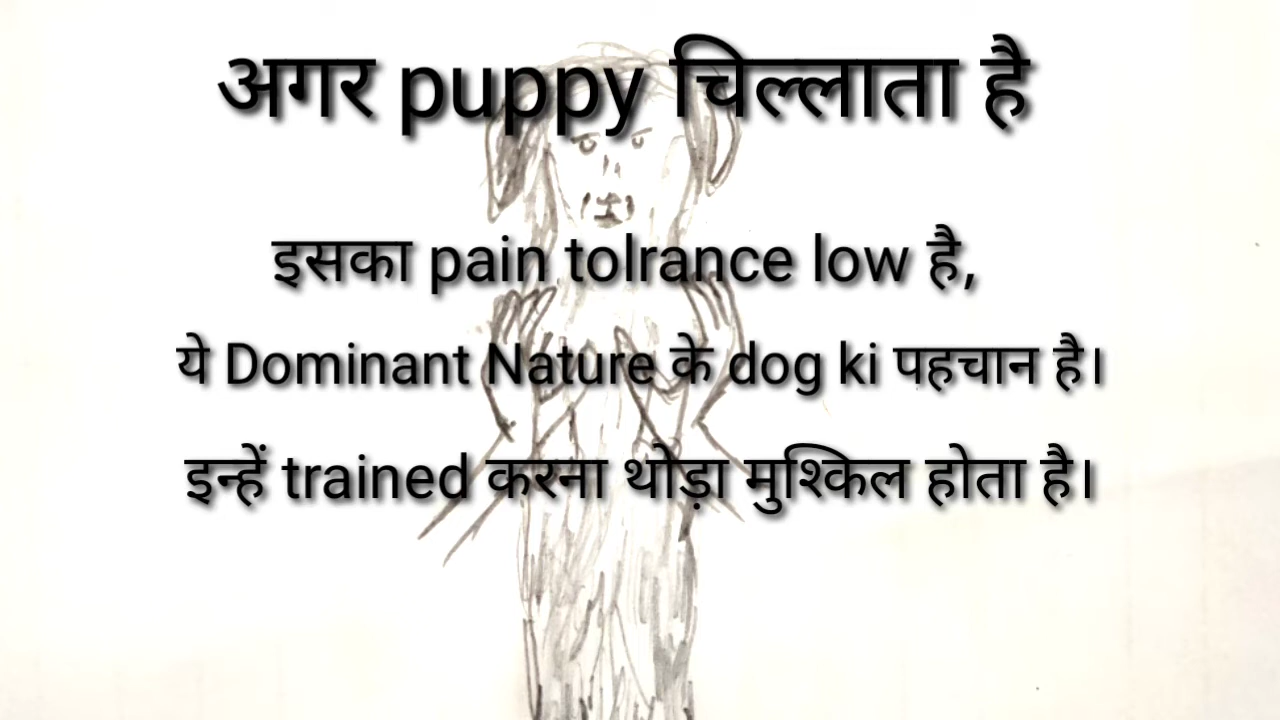 अगर puppy चिल्लाता है
इसका pain tolrance low है,
ये Dominant Nature के dog ki पहचान है।
इन्हें trained करना थोड़ा मुश्किल होता है।